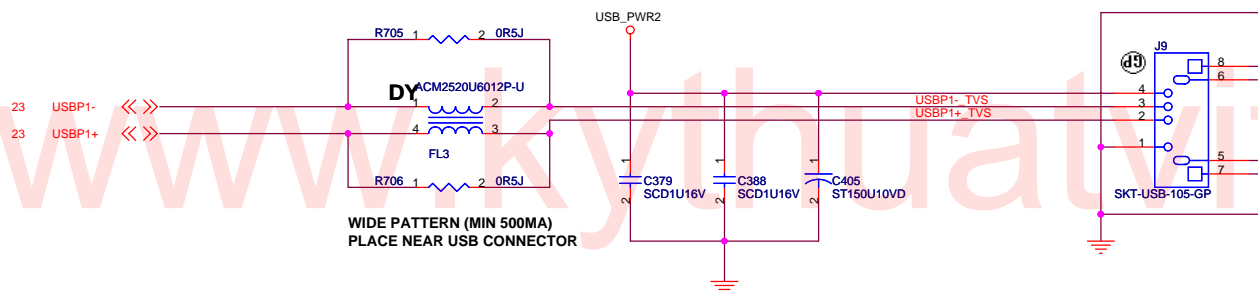 USB_PWR2
R705 1 2 0R5J
J9
GP
8
6
DY
ACM2520U6012P-U
1 2
4
3
2
1
5
7
23 USBP1-
USBP1-_TVS
23 USBP1+
USBP1+_TVS
4 3
FL3
R706 1 2 0R5J
1 C379
SCD1U16V
2
1 C388
SCD1U16V
2
1 C405
ST150U10VD
2
SKT-USB-105-GP
WIDE PATTERN (MIN 500MA)
PLACE NEAR USB CONNECTOR
www.kythuatvi